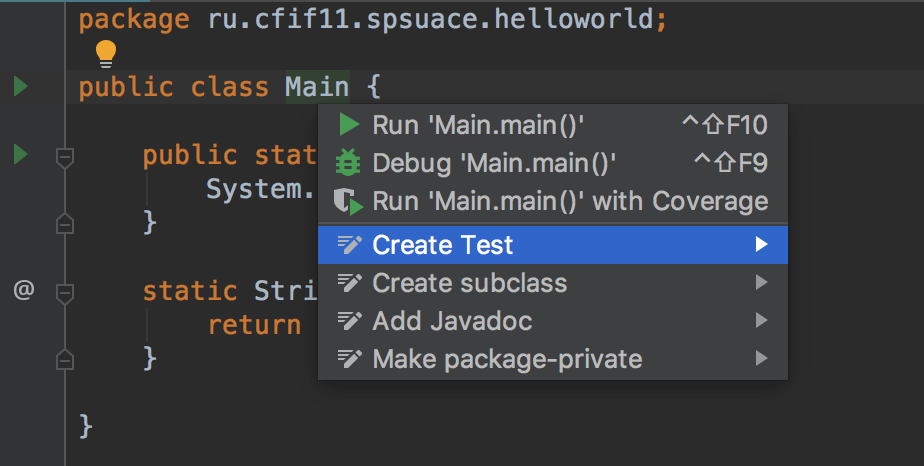 package ru.cfif11.spsuace.helloworld;
public class Main {
Run 'Main.main()' ^⇧F10
public stat
Debug 'Main.main()' ^⇧F9
System.
Run 'Main.main()' with Coverage
}
Create Test
@ static Stri
Create subclass
return
Add Javadoc
}
Make package-private
}